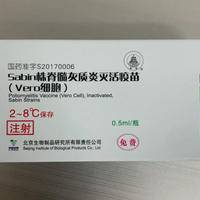 国药准字S20170006
Sabin株脊髓灰质炎灭活疫苗
（Vero细胞）
Poliomyelitis Vaccine (Vero Cell), Inactivated,
Sabin Strains
2~8℃保存
0.5ml/瓶
注射
免费
北京生物制品研究所有限责任公司
Beijing Institute of Biological Products Co., Ltd.